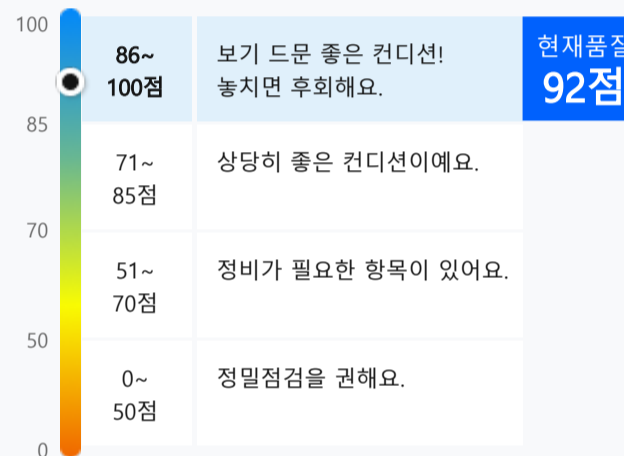 100
86~
100점
보기 드문 좋은 컨디션!
놓치면 후회해요.
현재품질
92점
85
71~
85점
상당히 좋은 컨디션이예요.
70
51~
70점
정비가 필요한 항목이 있어요.
50
0~
50점
정밀점검을 권해요.
0